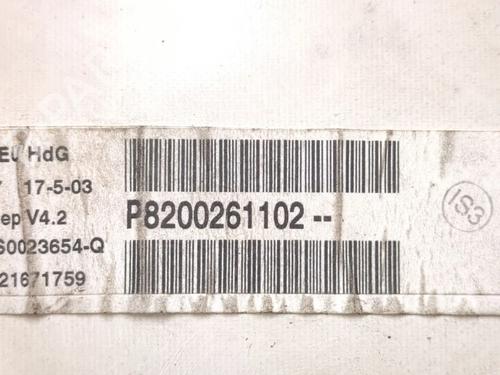 EU HdG
17-5-03
P8200261102--
ep V4.2
S0023654-Q
21671759
IS3